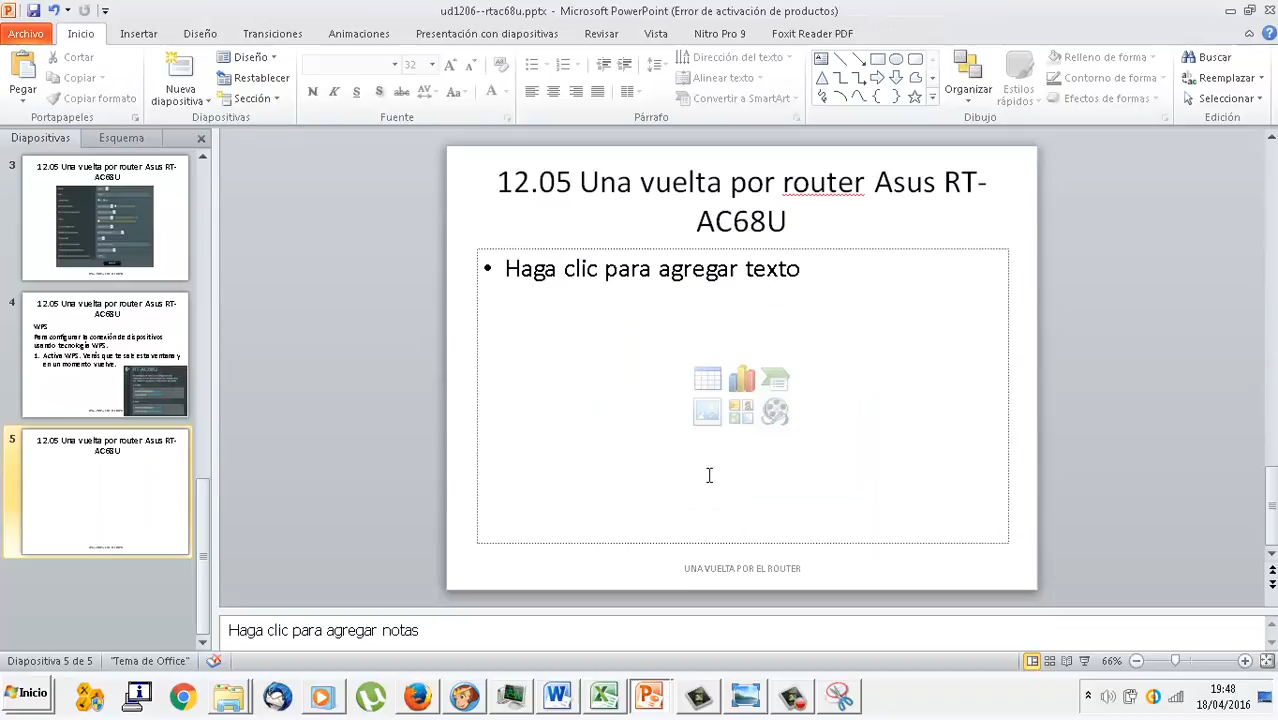 ud1206--rtac68u.pptx - Microsoft PowerPoint (Error de activación de productos)
Archivo Inicio Insertar Diseño Transiciones Animaciones Presentación con diapositivas Revisar Vista Nitro Pro 9 Foxit Reader PDF
Pegar
Cortar
Copiar
Copiar formato
Portapapeles
Nueva diapositiva
Diseño
Restablecer
Sección
Diapositivas
32
N K S S abc AV Aa A
Fuente
Dirección del texto
Alinear texto
Convertir a SmartArt
Párrafo
Organizar
Estilos rápidos
Relleno de forma
Contorno de forma
Efectos de formas
Dibujo
Buscar
Reemplazar
Seleccionar
Edición
Diapositivas Esquema
3
12.05 Una vuelta por router Asus RT-
AC68U
4
12.05 Una vuelta por router Asus RT-
AC68U
WPS
Para configurar la conexión de dispositivos
usando tecnología WPS.
1. Activa WPS. Verás que te sale esta ventana y
en un momento vuelve.
5
12.05 Una vuelta por router Asus RT-
AC68U
12.05 Una vuelta por router Asus RT-
AC68U
• Haga clic para agregar texto
UNA VUELTA POR EL ROUTER
Haga clic para agregar notas
Diapositiva 5 de 5 "Tema de Office" 66%
Inicio
19:48
18/04/2016